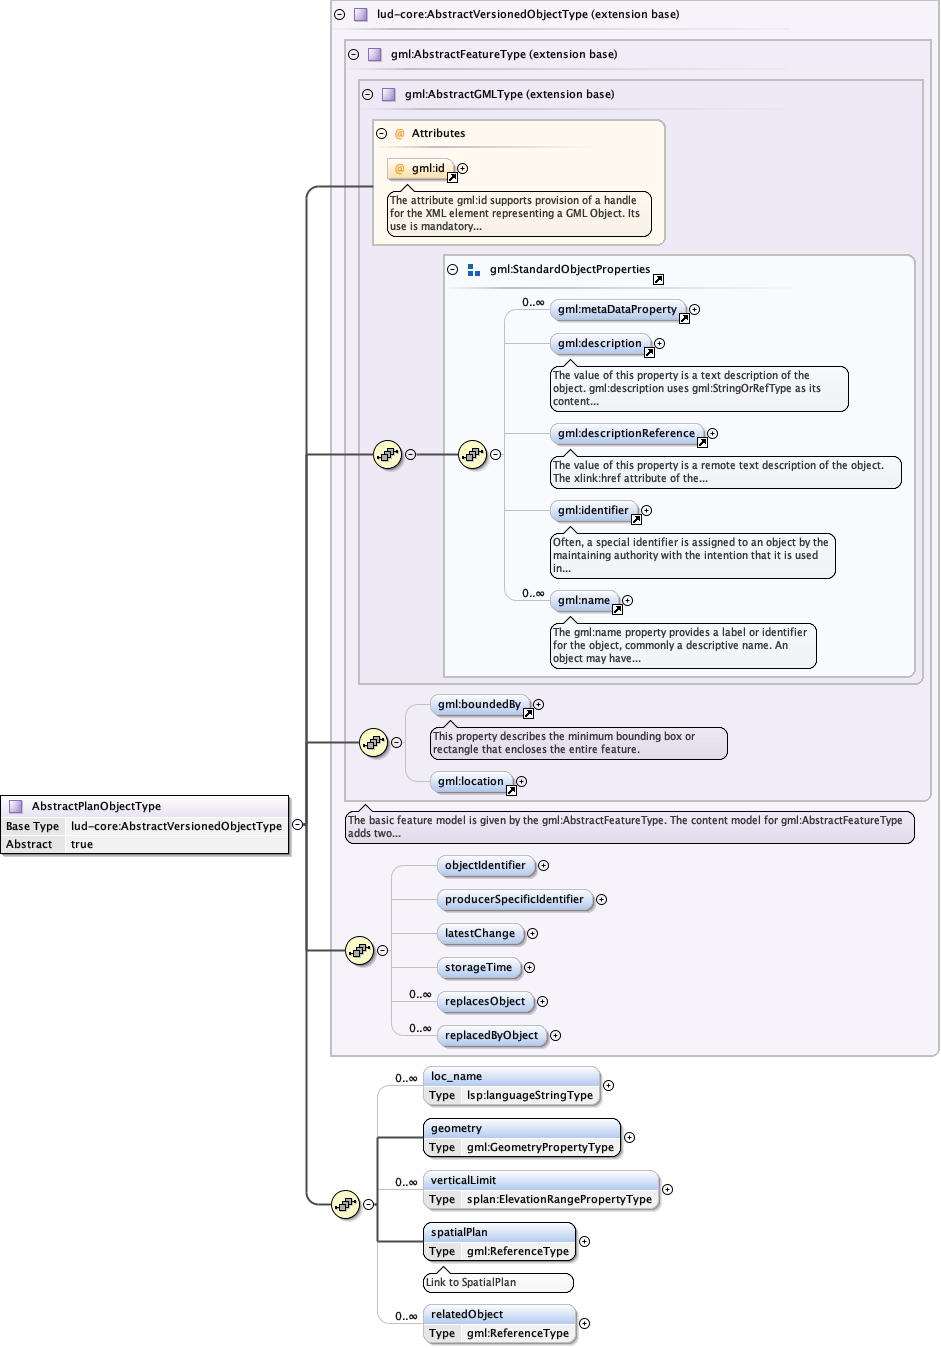 lud-core:AbstractVersionedObjectType (extension base)
gml:AbstractFeatureType (extension base)
gml:AbstractGMLType (extension base)
@ Attributes
@ gml:id
The attribute gml:id supports provision of a handle
for the XML element representing a GML Object. Its
use is mandatory...
gml:StandardObjectProperties
0..∞
gml:metaDataProperty
gml:description
The value of this property is a text description of the
object. gml:description uses gml:StringOrRefType as its
content...
gml:descriptionReference
The value of this property is a remote text description of the object.
The xlink:href attribute of the...
gml:identifier
Often, a special identifier is assigned to an object by the
maintaining authority with the intention that it is used
in...
0..∞
gml:name
The gml:name property provides a label or identifier
for the object, commonly a descriptive name. An
object may have...
gml:boundedBy
This property describes the minimum bounding box or
rectangle that encloses the entire feature.
gml:location
AbstractPlanObjectType
Base Type lud-core:AbstractVersionedObjectType
Abstract true
The basic feature model is given by the gml:AbstractFeatureType. The content model for gml:AbstractFeatureType
adds two...
objectIdentifier
producerSpecificIdentifier
latestChange
storageTime
0..∞
replacesObject
0..∞
replacedByObject
0..∞
loc_name
Type lsp:languageStringType
geometry
Type gml:GeometryPropertyType
0..∞
verticalLimit
Type splan:ElevationRangePropertyType
spatialPlan
Type gml:ReferenceType
Link to SpatialPlan
0..∞
relatedObject
Type gml:ReferenceType